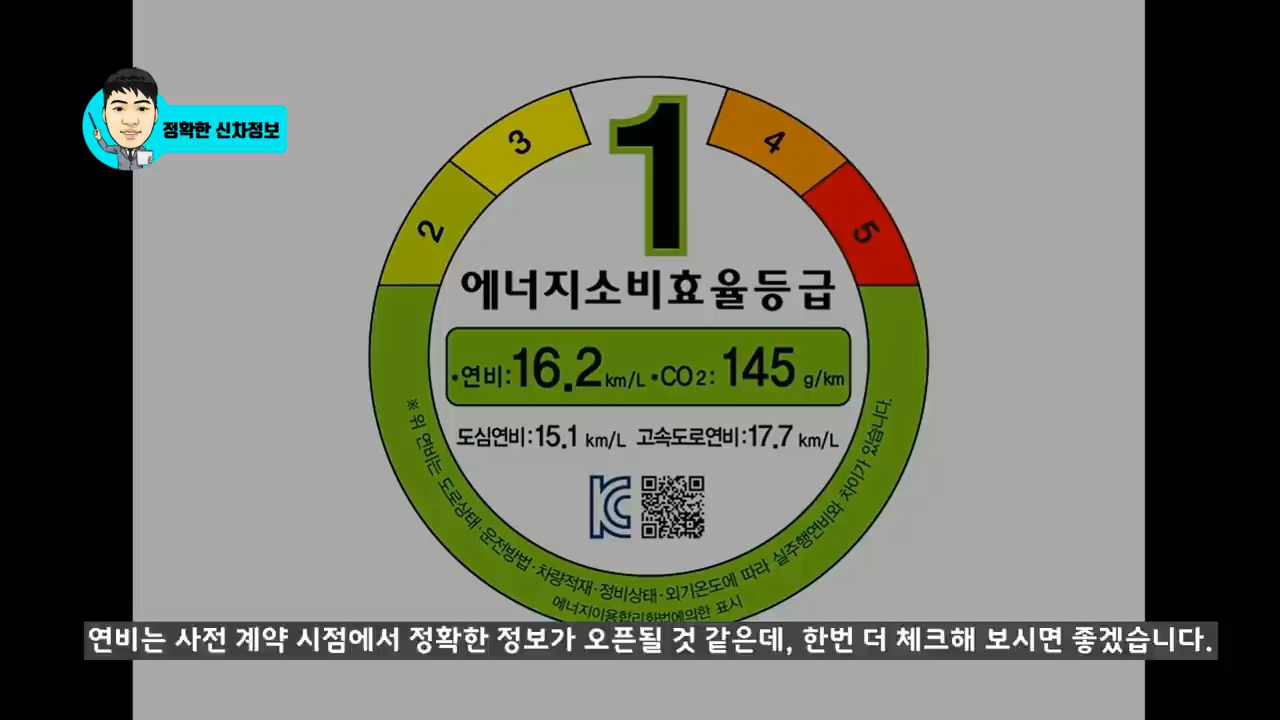 정확한 신차정보
3
4
2
5
1
에너지소비효율등급
•연비:16.2km/L •CO2: 145 g/km
도심연비:15.1 km/L 고속도로연비:17.7 km/L
※ 위 연비는 도로상태·운전방법·차량적재·정비상태·외기온도에 따라 실주행연비와 차이가 있습니다.
에너지이용합리화법에의한 표시
연비는 사전 계약 시점에서 정확한 정보가 오픈될 것 같은데, 한번 더 체크해 보시면 좋겠습니다.